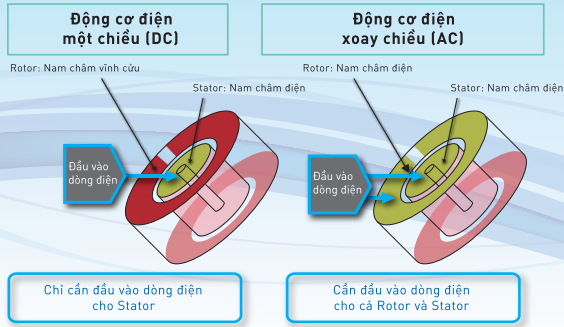 Động cơ điện
một chiều (DC)
Rotor: Nam châm vĩnh cửu
Stator: Nam châm điện
Đầu vào
dòng điện
Chỉ cần đầu vào dòng điện
cho Stator
Động cơ điện
xoay chiều (AC)
Rotor: Nam châm điện
Stator: Nam châm điện
Đầu vào
dòng điện
Cần đầu vào dòng điện
cho cả Rotor và Stator